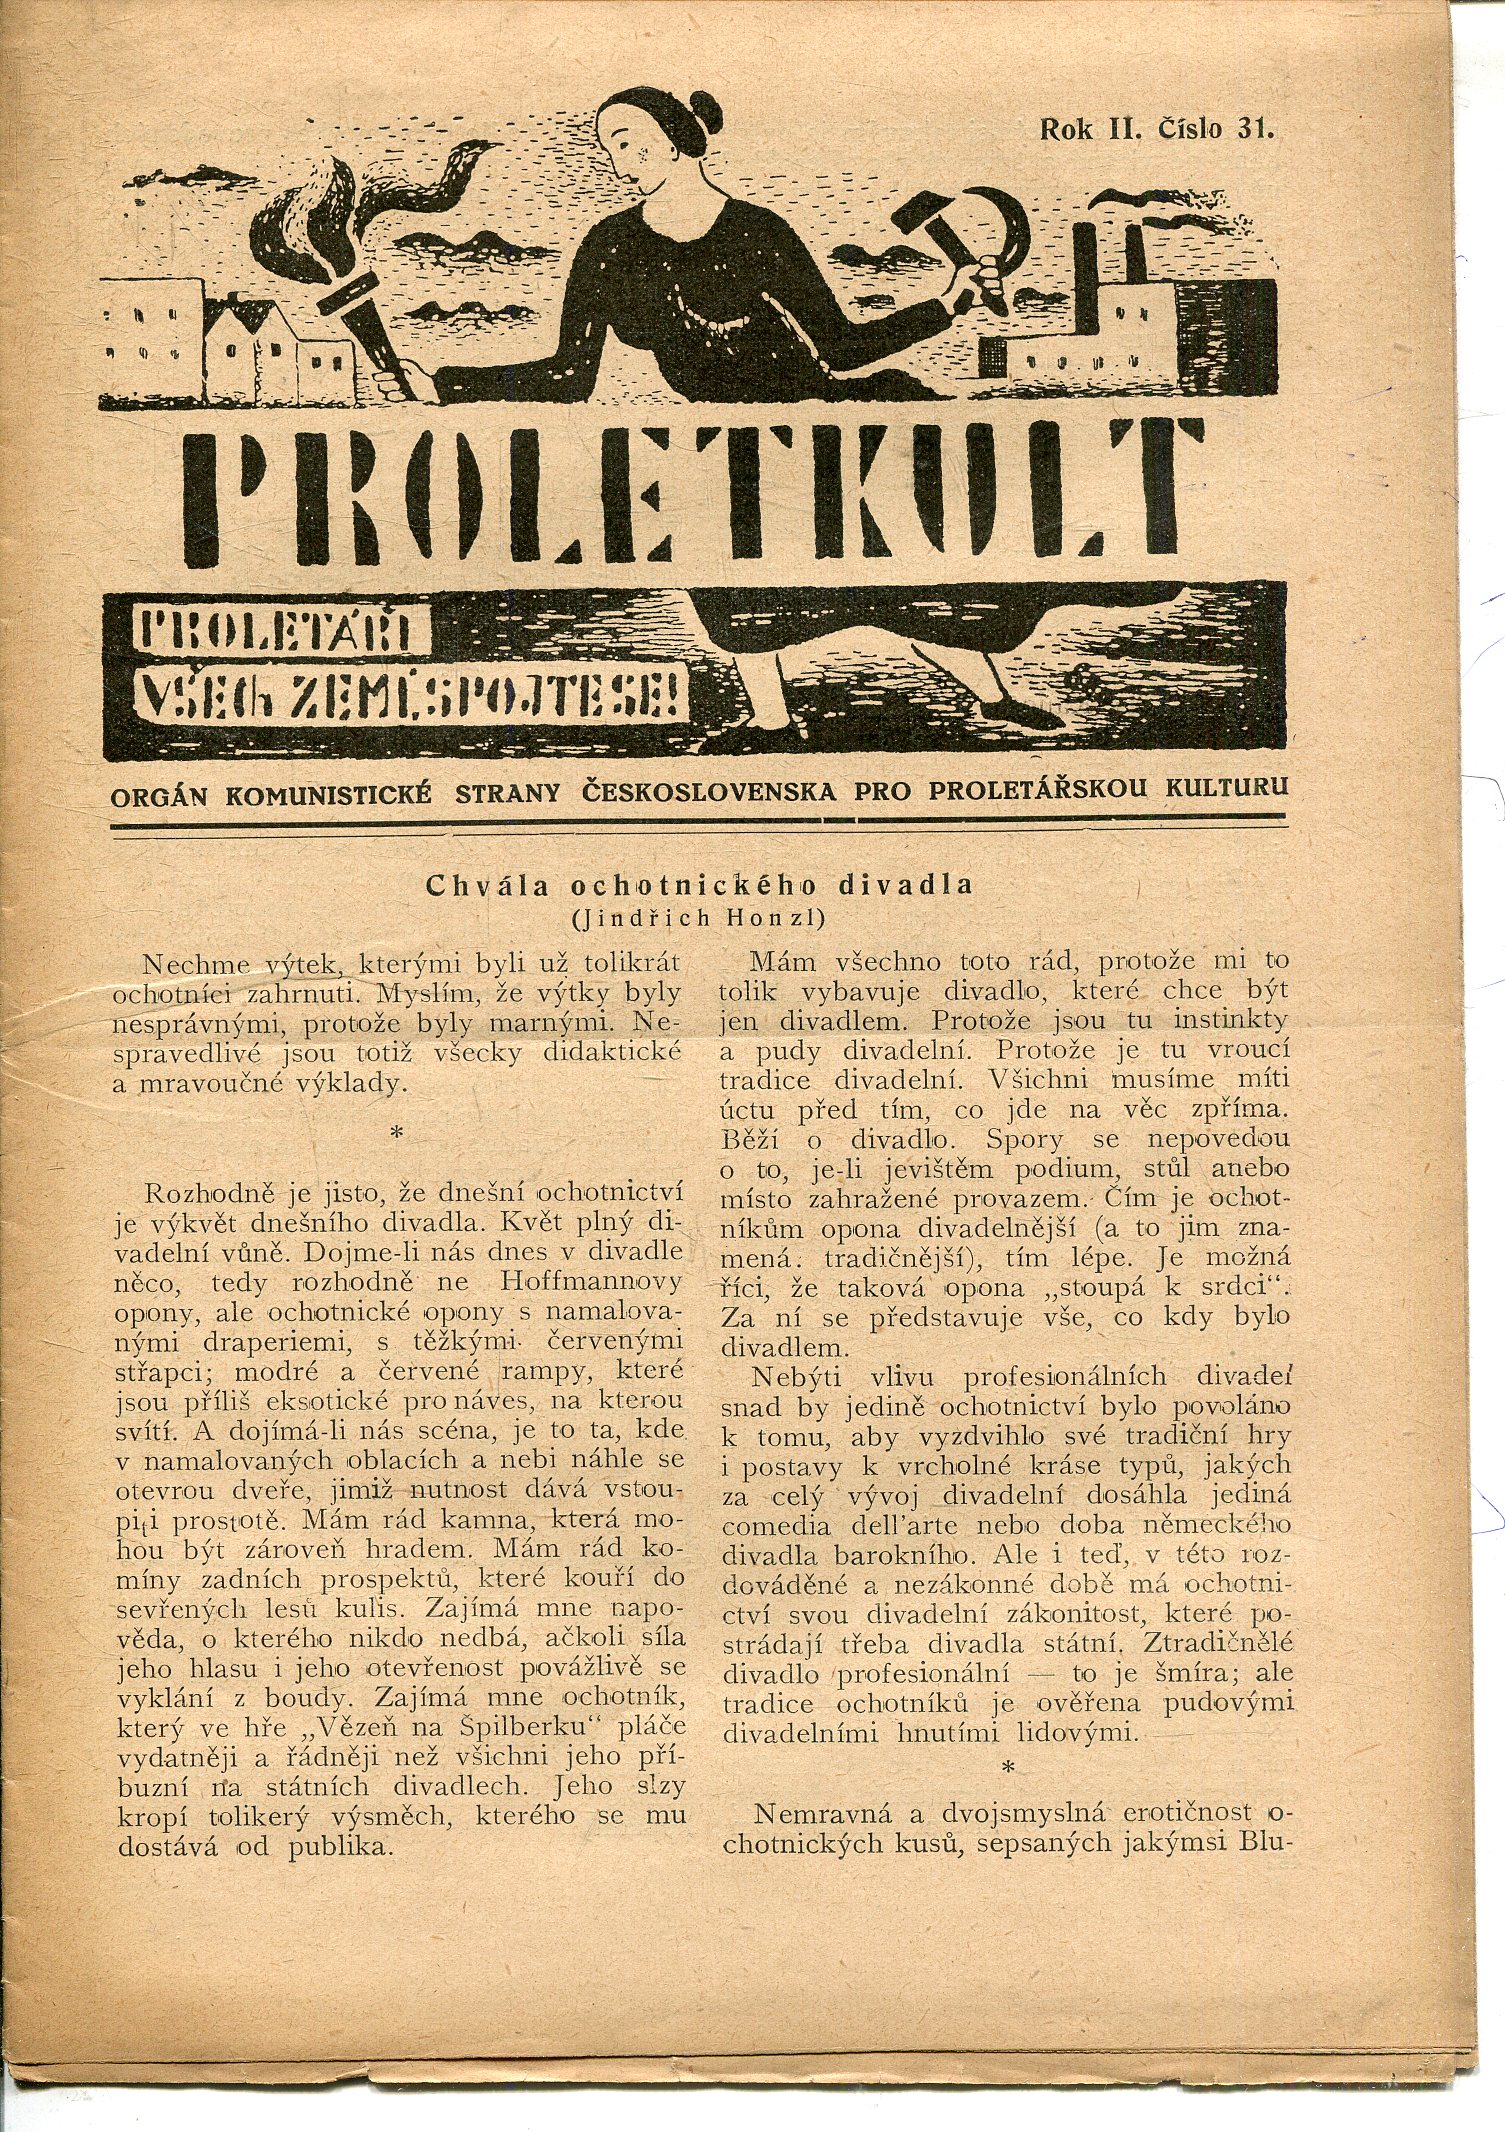 Rok II. Číslo 31.
PROLETKULT
PROLETÁŘI
VŠECH ZEMÍ, SPOJTE SE!
ORGÁN KOMUNISTICKÉ STRANY ČESKOSLOVENSKA PRO PROLETÁŘSKOU KULTURU
Chvála ochotnického divadla
(Jindřich Honzl)
Nechme výtek, kterými byli už tolikrát
ochotníci zahrnuti. Myslím, že výtky byly
nesprávnými, protože byly marnými. Ne-
spravedlivé jsou totiž všecky didaktické
a mravoučné výklady.
*
Rozhodně je jisto, že dnešní ochotnictví
je výkvět dnešního divadla. Květ plný di-
vadelní vůně. Dojme-li nás dnes v divadle
něco, tedy rozhodně ne Hoffmannovy
opony, ale ochotnické opony s namalova-
nými draperiemi, s těžkými červenými
střapci; modré a červené rampy, které
jsou příliš eksotické pro náves, na kterou
svítí. A dojímá-li nás scéna, je to ta, kde
v namalovaných oblacích a nebi náhle se
otevrou dveře, jimiž nutnost dává vstou-
piti prostotě. Mám rád kamna, která mo-
hou být zároveň hradem. Mám rád ko-
míny zadních prospektů, které kouří do
sevřených lesů kulis. Zajímá mne napo-
věda, o kterého nikdo nedbá, ačkoli síla
jeho hlasu i jeho otevřenost povážlivě se
vyklání z boudy. Zajímá mne ochotník,
který ve hře „Vězeň na Špilberku“ pláče
vydatněji a řádněji než všichni jeho pří-
buzní na státních divadlech. Jeho slzy
kropí tolikerý výsměch, kterého se mu
dostává od publika.
Mám všechno toto rád, protože mi to
tolik vybavuje divadlo, které chce být
jen divadlem. Protože jsou tu instinkty
a pudy divadelní. Protože je tu vroucí
tradice divadelní. Všichni musíme míti
úctu před tím, co jde na věc zpříma.
Běží o divadlo. Spory se nepovedou
o to, je-li jevištěm podium, stůl anebo
místo zahražené provazem. Čím je ochot-
níkům opona divadelnější (a to jim zna-
mená: tradičnější), tím lépe. Je možná
říci, že taková opona „stoupá k srdci“.
Za ní se představuje vše, co kdy bylo
divadlem.
Nebýti vlivu profesionálních divadel
snad by jedině ochotnictví bylo povoláno
k tomu, aby vyzdvihlo své tradiční hry
i postavy k vrcholné kráse typů, jakých
za celý vývoj divadelní dosáhla jediná
comedia dell’arte nebo doba německého
divadla barokního. Ale i teď, v této roz-
dováděné a nezákonné době má ochotni-
ctví svou divadelní zákonitost, které po-
strádají třeba divadla státní. Ztradičnělé
divadlo profesionální — to je šmíra; ale
tradice ochotníků je ověřena pudovými
divadelními hnutími lidovými.
*
Nemravná a dvojsmyslná erotičnost o-
chotnických kusů, sepsaných jakýmsi Blu-